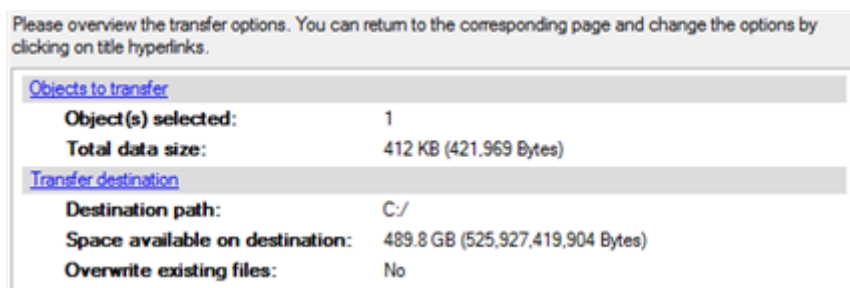 Please overview the transfer options. You can return to the corresponding page and change the options by
clicking on title hyperlinks.
Objects to transfer
Object(s) selected: 1
Total data size: 412 KB (421,969 Bytes)
Transfer destination
Destination path: C:/
Space available on destination: 489.8 GB (525,927,419,904 Bytes)
Overwrite existing files: No